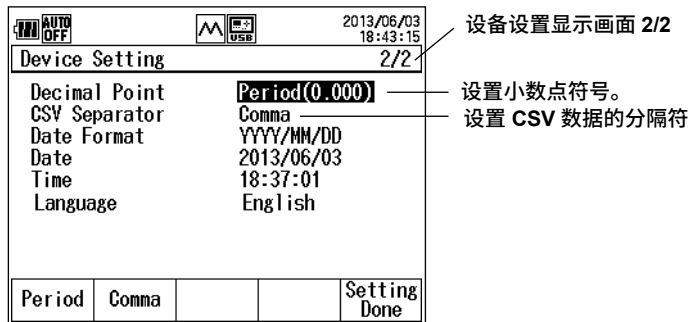 AUTO OFF USB 2013/06/03 18:43:15
Device Setting 2/2
Decimal Point Period(0.000)
CSV Separator Comma
Date Format YYYY/MM/DD
Date 2013/06/03
Time 18:37:01
Language English
Period Comma Setting Done
设备设置显示画面 2/2
设置小数点符号。
设置 CSV 数据的分隔符